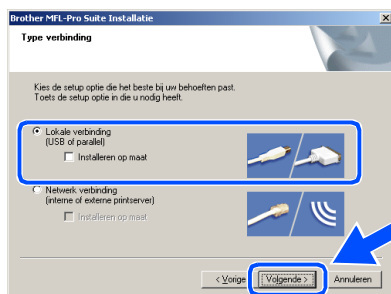 Brother MFL-Pro Suite Installatie
Type verbinding
Kies de setup optie die het beste bij uw behoeften past.
Toets de setup optie in die u nodig heeft.
Lokale verbinding
(USB of parallel)
Installeren op maat
Netwerk verbinding
(interne of externe printserver)
Installeren op maat
< Vorige Volgende > Annuleren